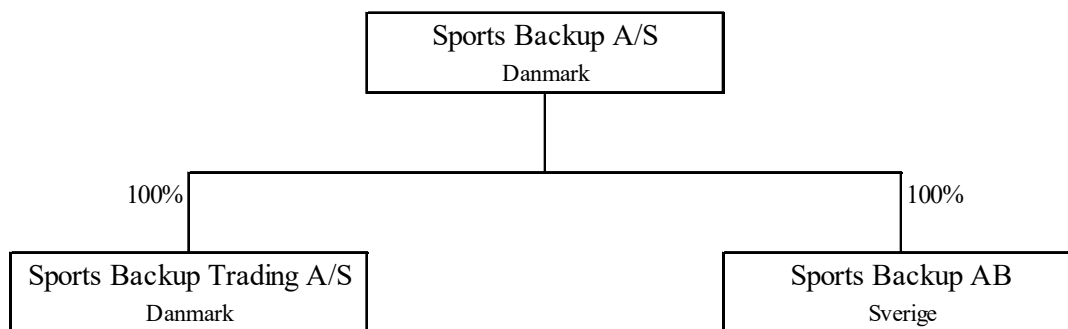 Sports Backup A/S
Danmark
100%
100%
Sports Backup Trading A/S
Danmark
Sports Backup AB
Sverige